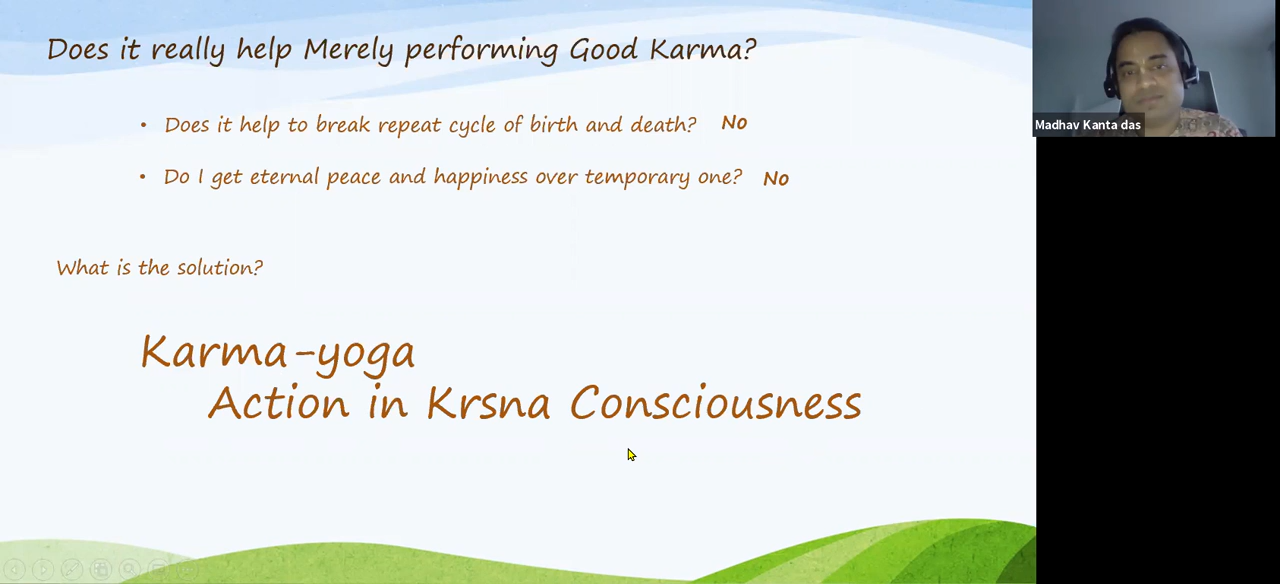 Does it really help Merely performing Good Karma?
• Does it help to break repeat cycle of birth and death? No
• Do I get eternal peace and happiness over temporary one? No
What is the solution?
Karma-yoga
Action in Krsna Consciousness
Madhav Kanta das